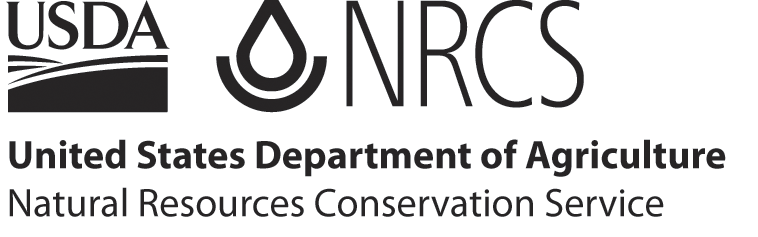 USDA NRCS
United States Department of Agriculture
Natural Resources Conservation Service